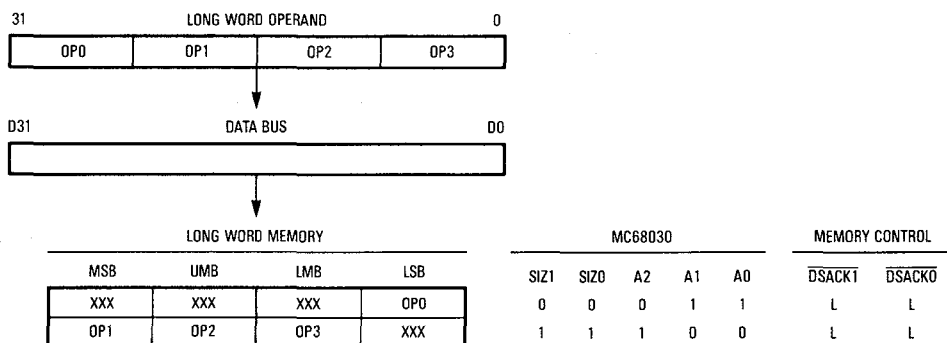 31 LONG WORD OPERAND 0
OP0 OP1 OP2 OP3
D31 DATA BUS D0
LONG WORD MEMORY MC68030 MEMORY CONTROL
MSB UMB LMB LSB SIZ1 SIZ0 A2 A1 A0 DSACK1 DSACK0
XXX XXX XXX OP0 0 0 0 1 1 L L
OP1 OP2 OP3 XXX 1 1 1 0 0 L L